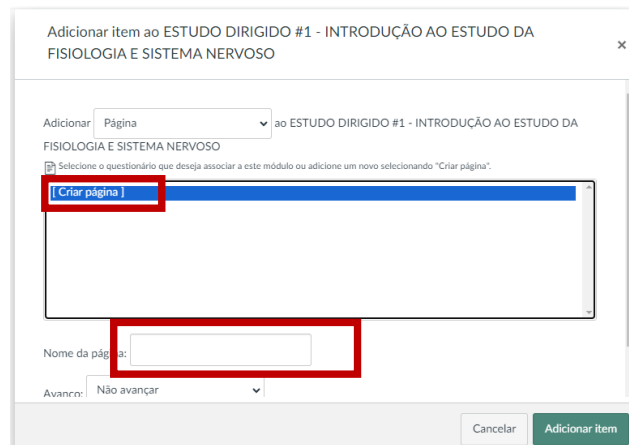 Adicionar item ao ESTUDO DIRIGIDO #1 - INTRODUÇÃO AO ESTUDO DA
FISIOLOGIA E SISTEMA NERVOSO
×
Adicionar Página ao ESTUDO DIRIGIDO #1 - INTRODUÇÃO AO ESTUDO DA
FISIOLOGIA E SISTEMA NERVOSO
Selecione o questionário que deseja associar a este módulo ou adicione um novo selecionando "Criar página".
[ Criar página ]
Nome da página:
Avanço: Não avançar
Cancelar Adicionar item